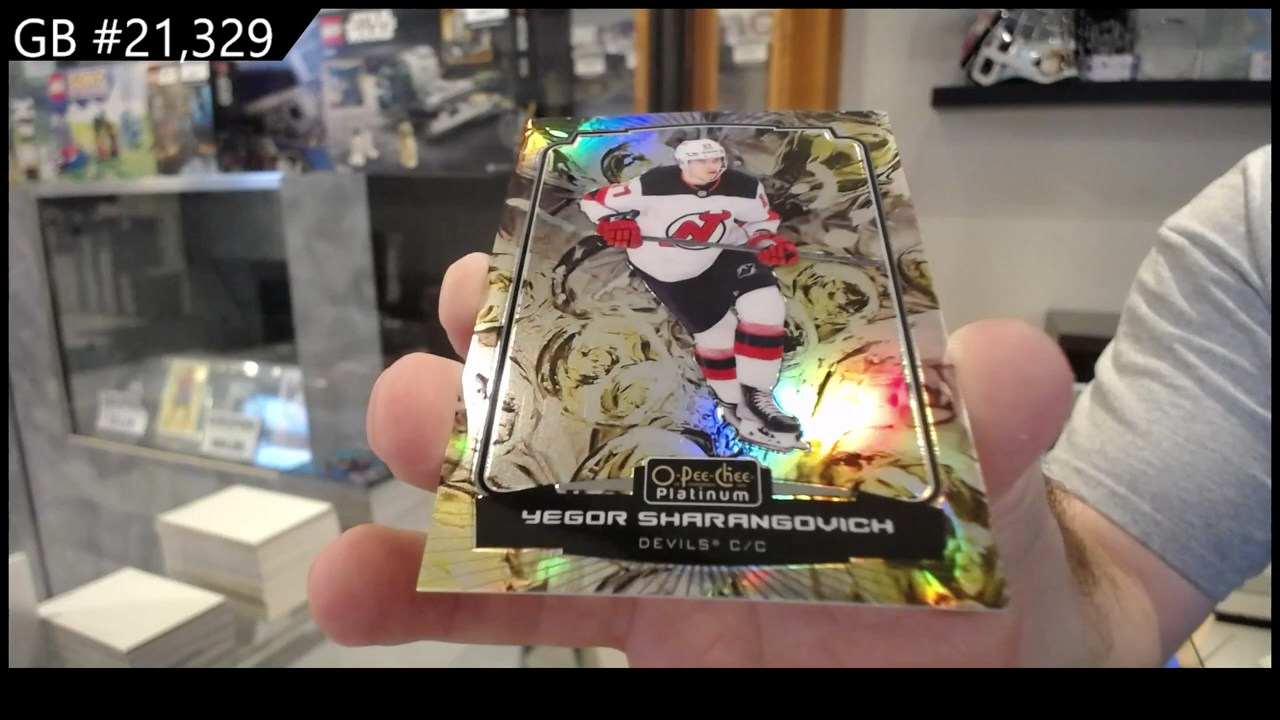 GB #21,329
O-Pee-Chee
Platinum
YEGOR SHARANGOVICH
DEVILS® C/C